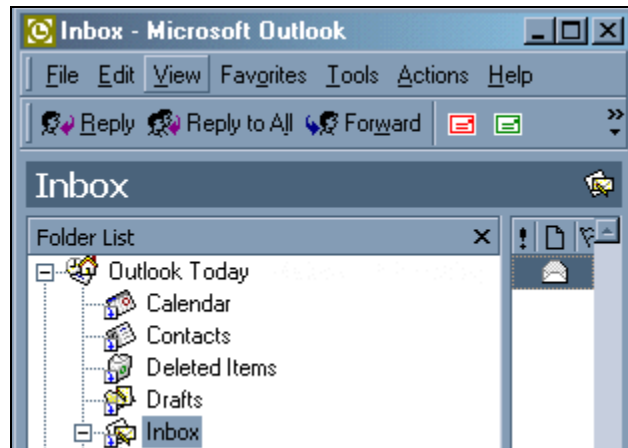 Inbox - Microsoft Outlook
File Edit View Favorites Tools Actions Help
Reply Reply to All Forward
Inbox
Folder List
Outlook Today
Calendar
Contacts
Deleted Items
Drafts
Inbox